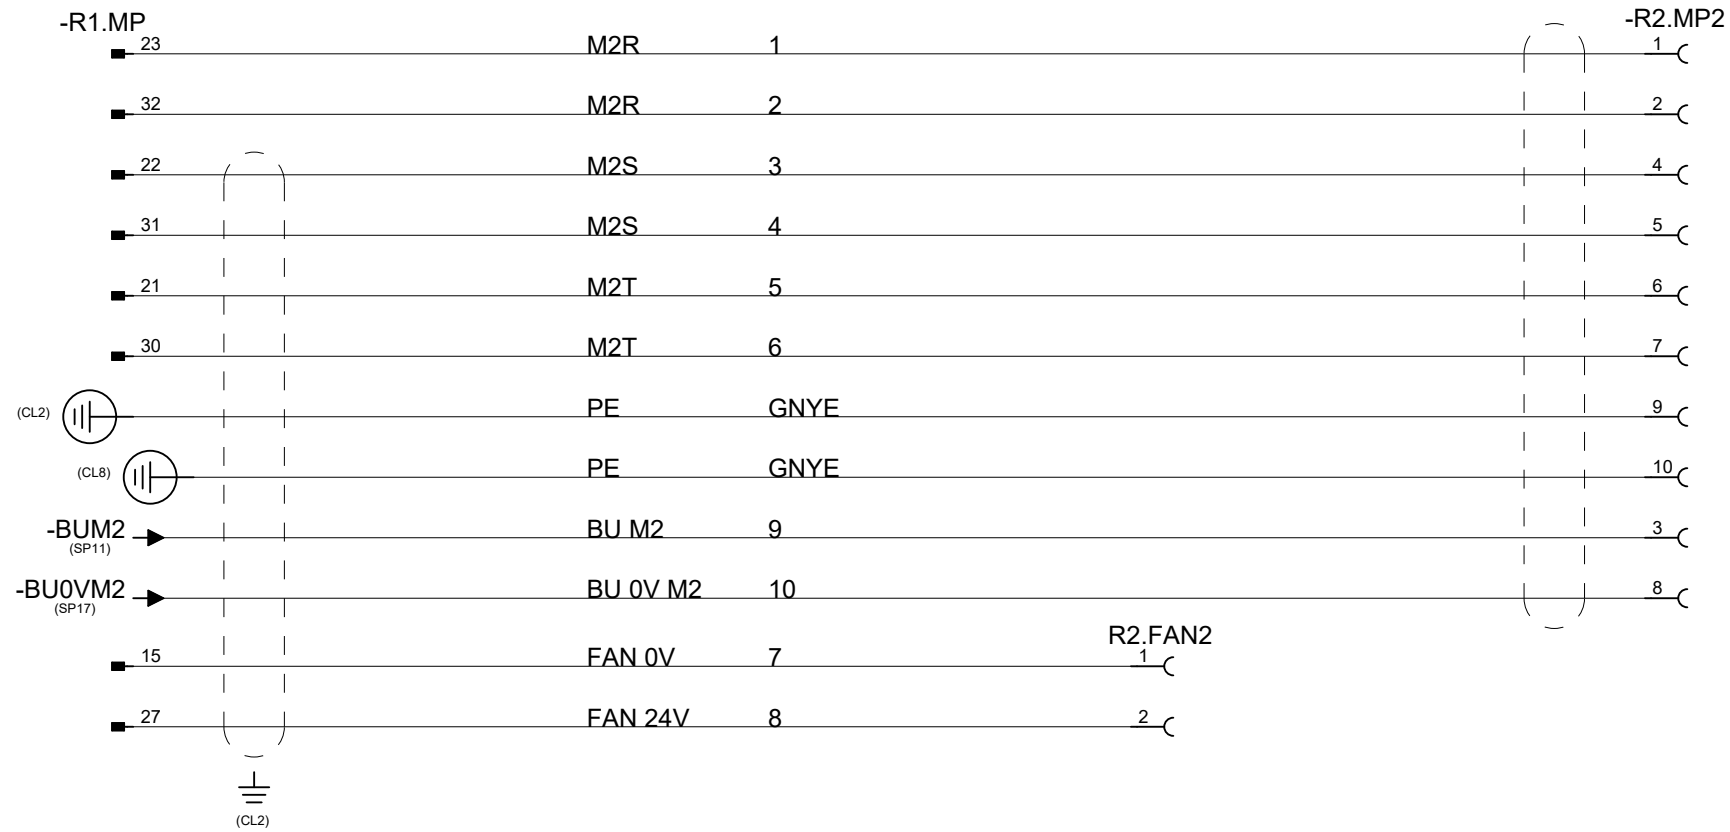 -R1.MP -R2.MP2
23 M2R 1 1
32 M2R 2 2
22 M2S 3 4
31 M2S 4 5
21 M2T 5 6
30 M2T 6 7
(CL2) PE GNYE 9
(CL8) PE GNYE 10
-BUM2 BU M2 9 3
(SP11)
-BU0VM2 BU 0V M2 10 8
(SP17)
R2.FAN2
15 FAN 0V 7 1
27 FAN 24V 8 2
(CL2)